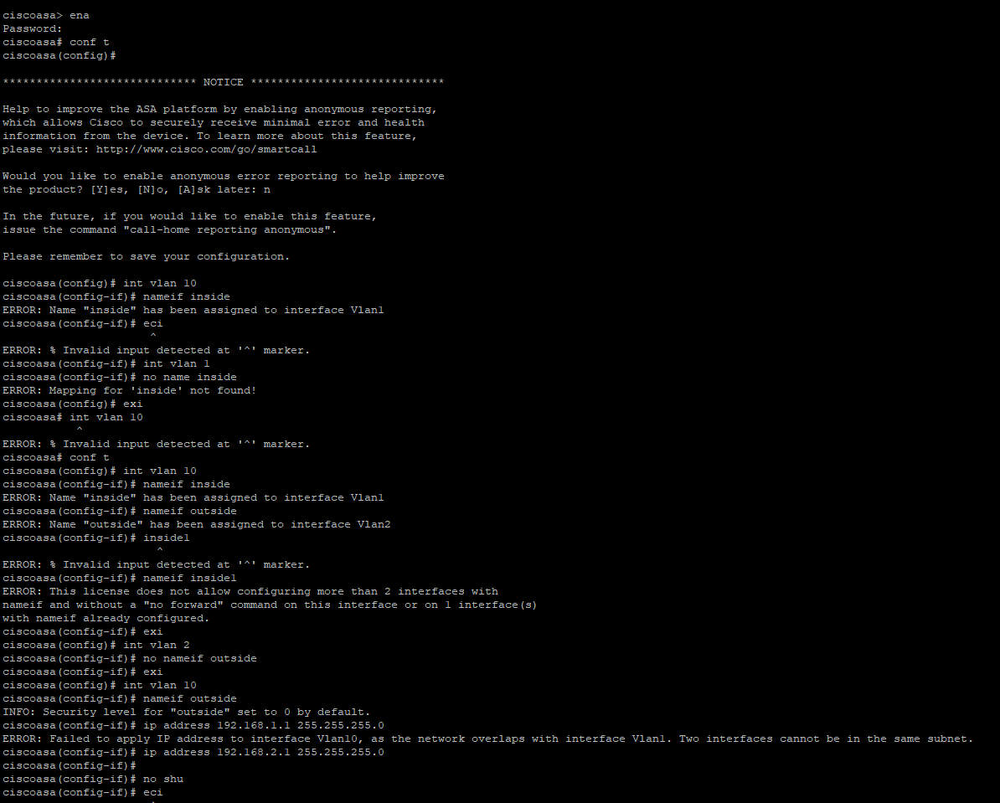 ciscoasa> ena
Password:
ciscoasa# conf t
ciscoasa(config)#
***************************** NOTICE *****************************
Help to improve the ASA platform by enabling anonymous reporting,
which allows Cisco to securely receive minimal error and health
information from the device. To learn more about this feature,
please visit: http://www.cisco.com/go/smartcall
Would you like to enable anonymous error reporting to help improve
the product? [Y]es, [N]o, [A]sk later: n
In the future, if you would like to enable this feature,
issue the command "call-home reporting anonymous".
Please remember to save your configuration.
ciscoasa(config)# int vlan 10
ciscoasa(config-if)# nameif inside
ERROR: Name "inside" has been assigned to interface Vlan1
ciscoasa(config-if)# eci
^
ERROR: % Invalid input detected at '^' marker.
ciscoasa(config-if)# int vlan 1
ciscoasa(config-if)# no name inside
ERROR: Mapping for 'inside' not found!
ciscoasa(config)# exi
ciscoasa# int vlan 10
^
ERROR: % Invalid input detected at '^' marker.
ciscoasa# conf t
ciscoasa(config)# int vlan 10
ciscoasa(config-if)# nameif inside
ERROR: Name "inside" has been assigned to interface Vlan1
ciscoasa(config-if)# nameif outside
ERROR: Name "outside" has been assigned to interface Vlan2
ciscoasa(config-if)# inside1
^
ERROR: % Invalid input detected at '^' marker.
ciscoasa(config-if)# nameif inside1
ERROR: This license does not allow configuring more than 2 interfaces with
nameif and without a "no forward" command on this interface or on 1 interface(s)
with nameif already configured.
ciscoasa(config-if)# exi
ciscoasa(config)# int vlan 2
ciscoasa(config-if)# no nameif outside
ciscoasa(config-if)# exi
ciscoasa(config)# int vlan 10
ciscoasa(config-if)# nameif outside
INFO: Security level for "outside" set to 0 by default.
ciscoasa(config-if)# ip address 192.168.1.1 255.255.255.0
ERROR: Failed to apply IP address to interface Vlan10, as the network overlaps with interface Vlan1. Two interfaces cannot be in the same subnet.
ciscoasa(config-if)# ip address 192.168.2.1 255.255.255.0
ciscoasa(config-if)#
ciscoasa(config-if)# no shu
ciscoasa(config-if)# eci